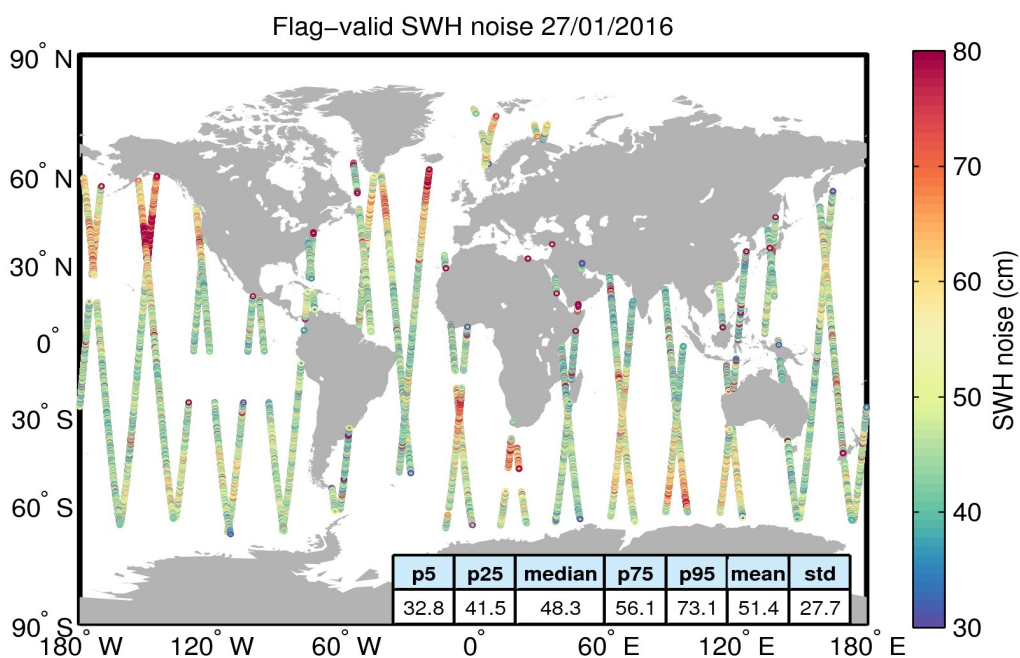 Flag−valid SWH noise 27/01/2016
90° N
60° N
30° N
0°
30° S
60° S
90° S
180° W
120° W
60° W
0°
60° E
120° E
180° E
80
70
60
50
40
30
SWH noise (cm)
p5 p25 median p75 p95 mean std
32.8 41.5 48.3 56.1 73.1 51.4 27.7